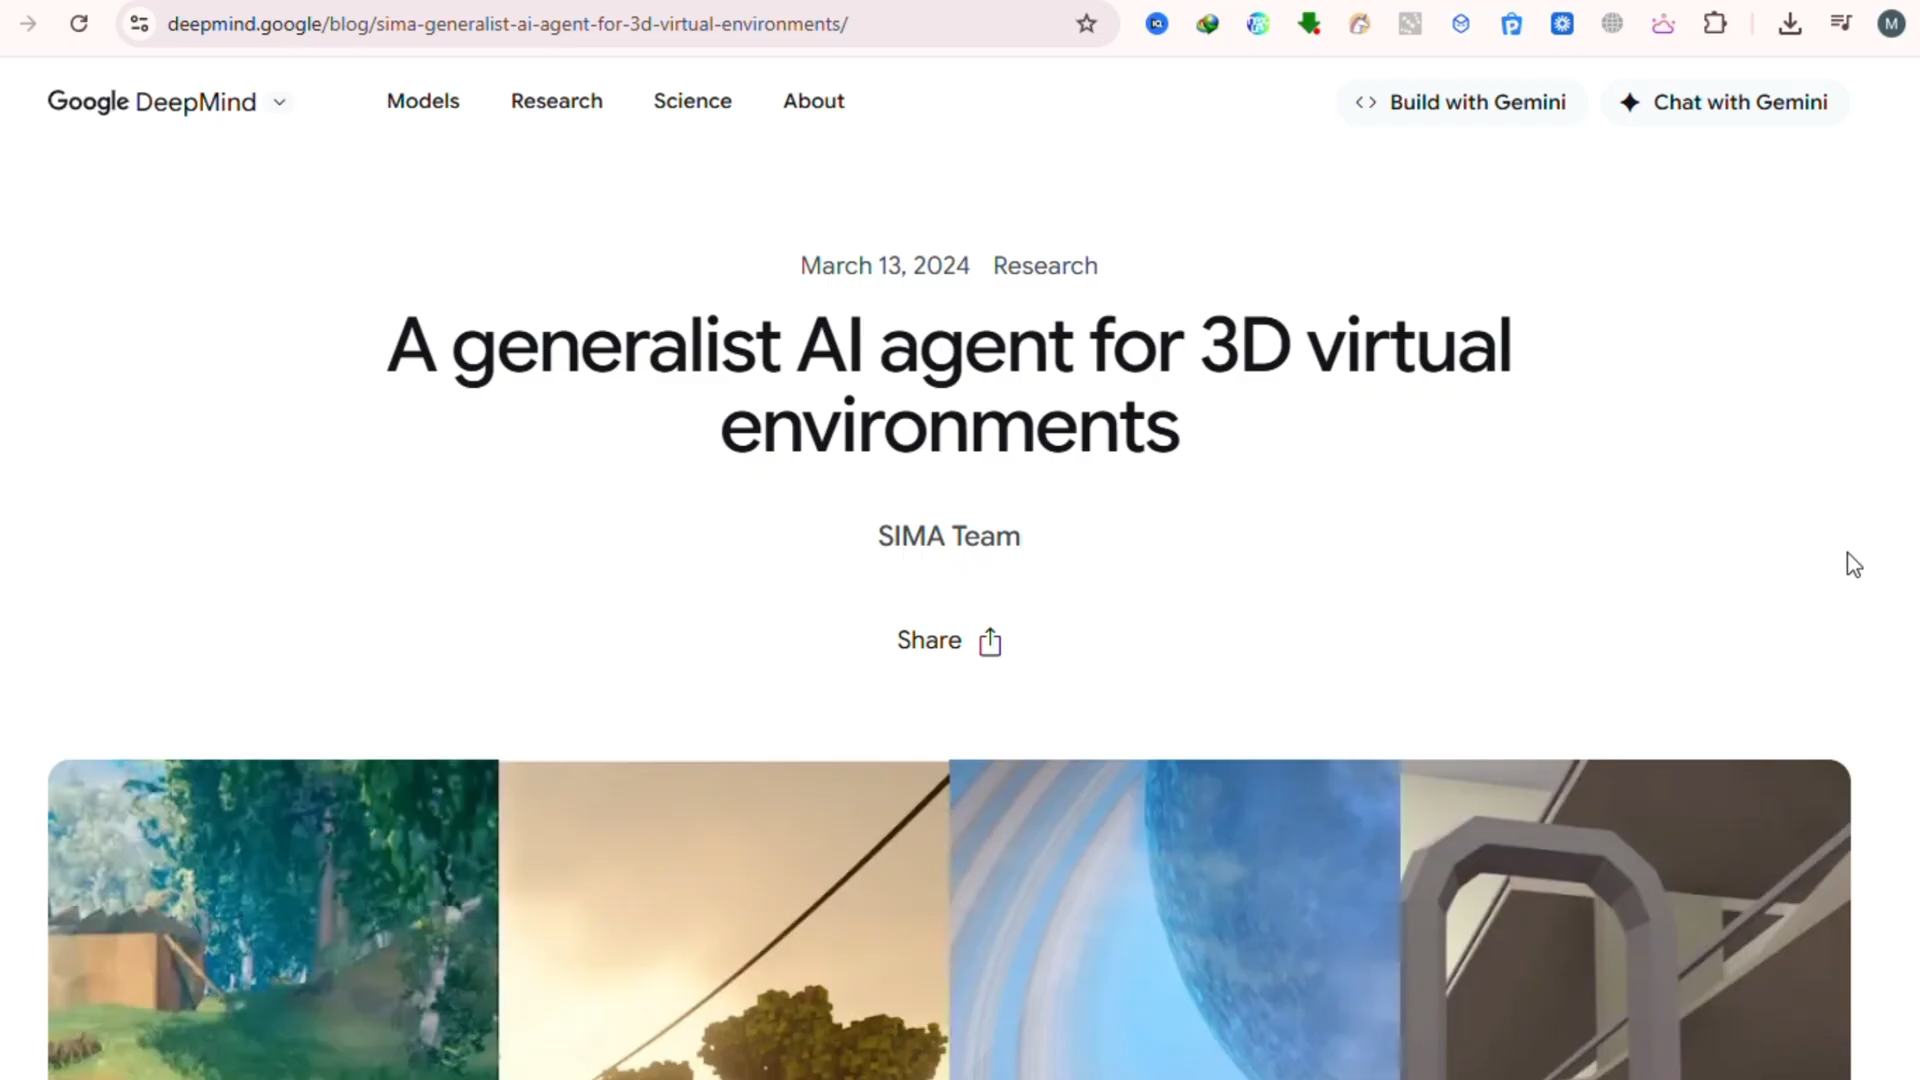 deepmind.google/blog/sima-generalist-ai-agent-for-3d-virtual-environments/
M
Google DeepMind
Models
Research
Science
About
Build with Gemini
Chat with Gemini
March 13, 2024 Research
A generalist AI agent for 3D virtual
environments
SIMA Team
Share